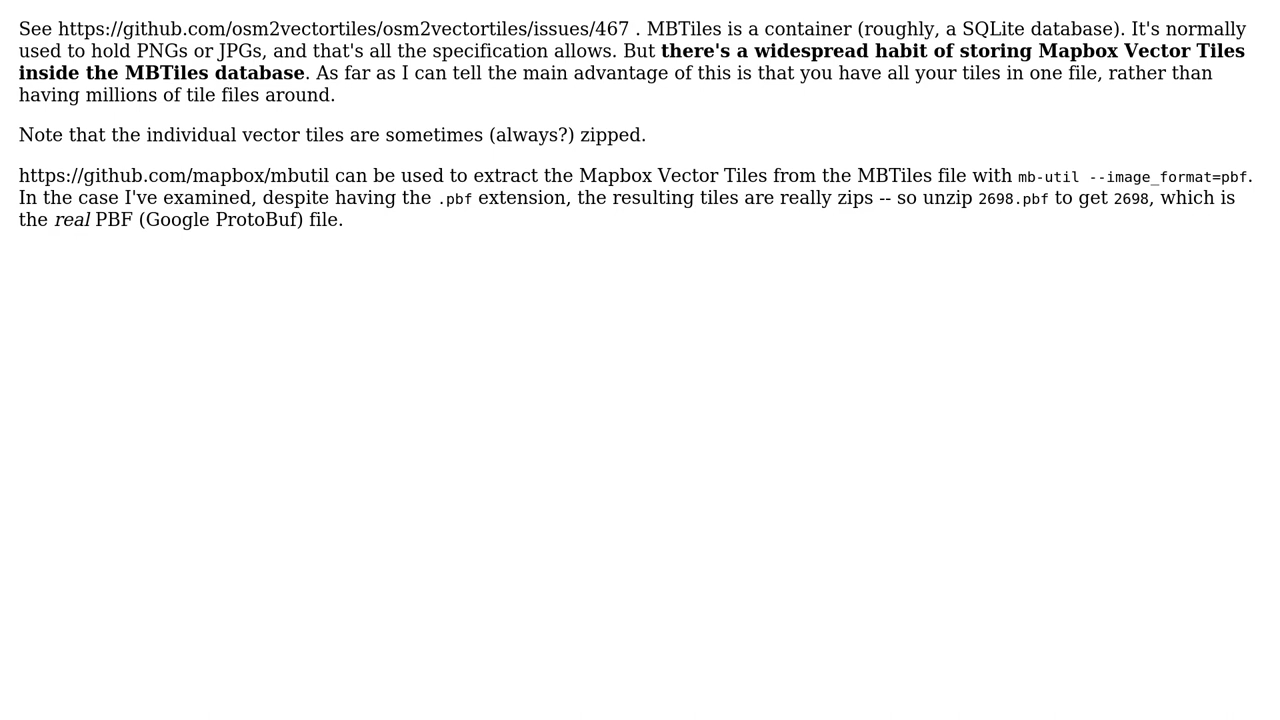 See https://github.com/osm2vectortiles/osm2vectortiles/issues/467 . MBTiles is a container (roughly, a SQLite database). It's normally
used to hold PNGs or JPGs, and that's all the specification allows. But there's a widespread habit of storing Mapbox Vector Tiles
inside the MBTiles database. As far as I can tell the main advantage of this is that you have all your tiles in one file, rather than
having millions of tile files around.
Note that the individual vector tiles are sometimes (always?) zipped.
https://github.com/mapbox/mbutil can be used to extract the Mapbox Vector Tiles from the MBTiles file with mb-util --image_format=pbf.
In the case I've examined, despite having the .pbf extension, the resulting tiles are really zips -- so unzip 2698.pbf to get 2698, which is
the real PBF (Google ProtoBuf) file.